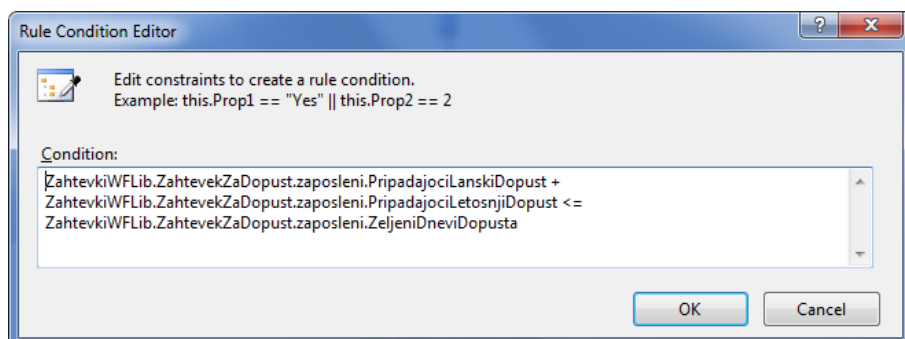 Rule Condition Editor
Edit constraints to create a rule condition.
Example: this.Prop1 == "Yes" || this.Prop2 == 2
Condition:
ZahtevkiWFLib.ZahtevekZaDopust.zaposleni.PripadajociLanskiDopust +
ZahtevkiWFLib.ZahtevekZaDopust.zaposleni.PripadajociLetosnjiDopust <=
ZahtevkiWFLib.ZahtevekZaDopust.zaposleni.ZeljeniDneviDopusta
OK Cancel